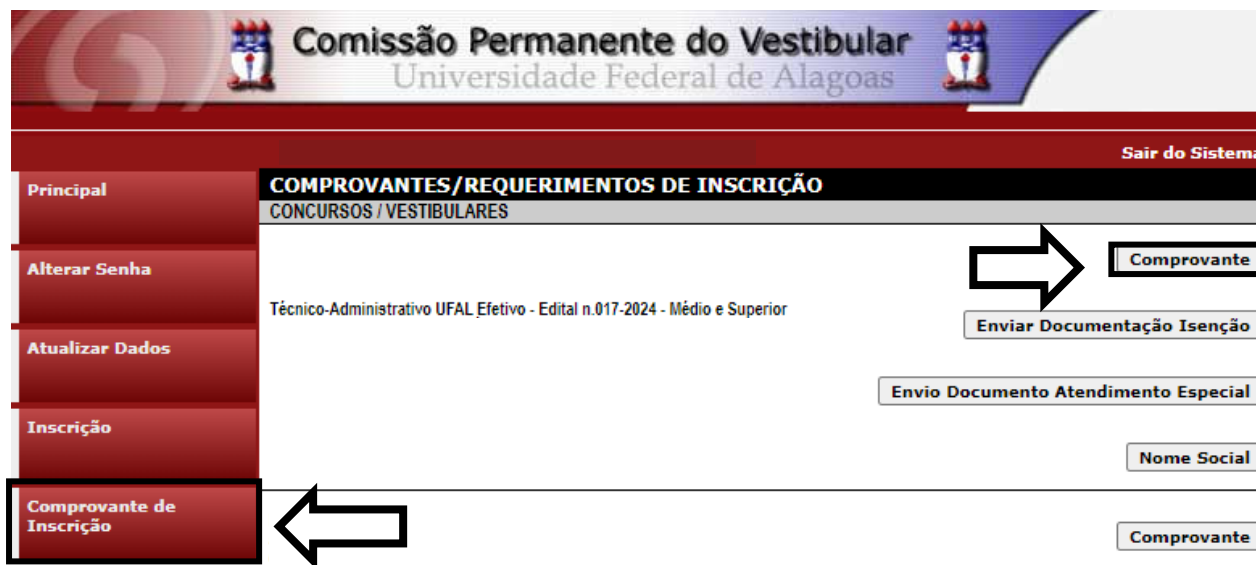 Comissão Permanente do Vestibular
Universidade Federal de Alagoas
Sair do Sistema
Principal
Alterar Senha
Atualizar Dados
Inscrição
Comprovante de
Inscrição
COMPROVANTES/REQUERIMENTOS DE INSCRIÇÃO
CONCURSOS / VESTIBULARES
Comprovante
Técnico-Administrativo UFAL Efetivo - Edital n.017-2024 - Médio e Superior
Enviar Documentação Isenção
Envio Documento Atendimento Especial
Nome Social
Comprovante